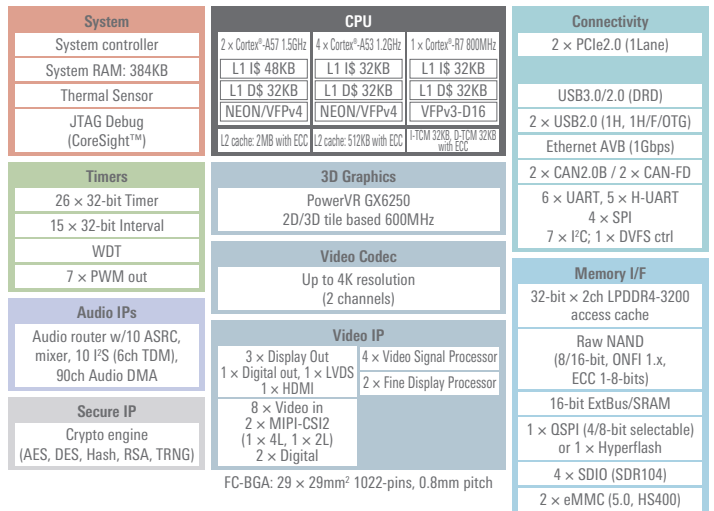 System
System controller
System RAM: 384KB
Thermal Sensor
JTAG Debug
(CoreSight™)
Timers
26 × 32-bit Timer
15 × 32-bit Interval
WDT
7 × PWM out
Audio IPs
Audio router w/10 ASRC,
mixer, 10 I²S (6ch TDM),
90ch Audio DMA
Secure IP
Crypto engine
(AES, DES, Hash, RSA, TRNG)
CPU
2 × Cortex®-A57 1.5GHz
L1 I$ 48KB
L1 D$ 32KB
NEON/VFPv4
L2 cache: 2MB with ECC
4 × Cortex®-A53 1.2GHz
L1 I$ 32KB
L1 D$ 32KB
NEON/VFPv4
L2 cache: 512KB with ECC
1 × Cortex®-R7 800MHz
L1 I$ 32KB
L1 D$ 32KB
VFPv3-D16
I-TCM 32KB, D-TCM 32KB
with ECC
3D Graphics
PowerVR GX6250
2D/3D tile based 600MHz
Video Codec
Up to 4K resolution
(2 channels)
Video IP
3 × Display Out
1 × Digital out, 1 × LVDS
1 × HDMI
8 × Video in
2 × MIPI-CSI2
(1 × 4L, 1 × 2L)
2 × Digital
4 × Video Signal Processor
2 × Fine Display Processor
FC-BGA: 29 × 29mm² 1022-pins, 0.8mm pitch
Connectivity
2 × PCIe2.0 (1Lane)
USB3.0/2.0 (DRD)
2 × USB2.0 (1H, 1H/F/OTG)
Ethernet AVB (1Gbps)
2 × CAN2.0B / 2 × CAN-FD
6 × UART, 5 × H-UART
4 × SPI
7 × I²C; 1 × DVFS ctrl
Memory I/F
32-bit × 2ch LPDDR4-3200
access cache
Raw NAND
(8/16-bit, ONFI 1.x,
ECC 1-8-bits)
16-bit ExtBus/SRAM
1 × QSPI (4/8-bit selectable)
or 1 × Hyperflash
4 × SDIO (SDR104)
2 × eMMC (5.0, HS400)